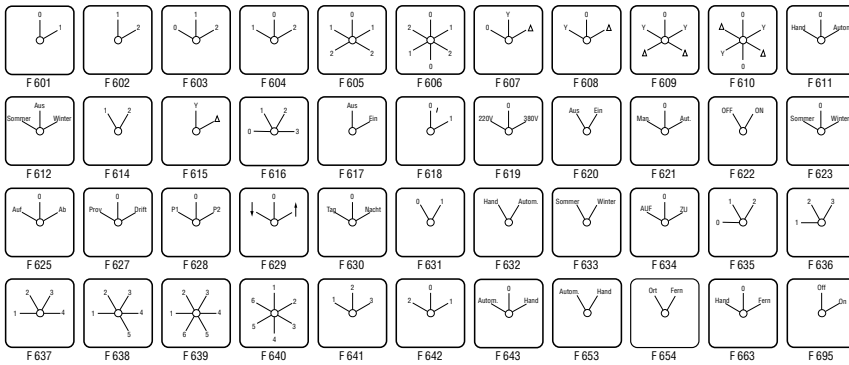 0
1
F 601
1
2
F 602
1
0 2
F 603
0
1 2
F 604
0
1 1
2 2
F 605
0
2 1
1 2
0
F 606
Y
0 Δ
F 607
0
Y Δ
F 608
0
Y Y
Δ Δ
F 609
0
Δ Y
Y Δ
0
F 610
0
Hand Autom.
F 611
Aus
Sommer Winter
F 612
1 2
F 614
Y
Δ
F 615
1 2
0 3
F 616
Aus
Ein
F 617
0
1
F 618
0
220V 380V
F 619
Aus Ein
F 620
0
Man. Aut.
F 621
OFF ON
F 622
0
Sommer Winter
F 623
0
Auf Ab
F 625
0
Prov Drift
F 627
0
P1 P2
F 628
0
F 629
0
Tag Nacht
F 630
0 1
F 631
Hand Autom.
F 632
Sommer Winter
F 633
0
AUF ZU
F 634
1 2
0
F 635
2 3
1
F 636
2 3
1 4
F 637
2 3
1 4
5
F 638
2 3
1 4
6 5
F 639
1
6 2
5 3
4
F 640
2
1 3
F 641
0
2 1
F 642
0
Autom. Hand
F 643
Autom. Hand
F 653
Ort Fern
F 654
0
Hand Fern
F 663
Off
On
F 695